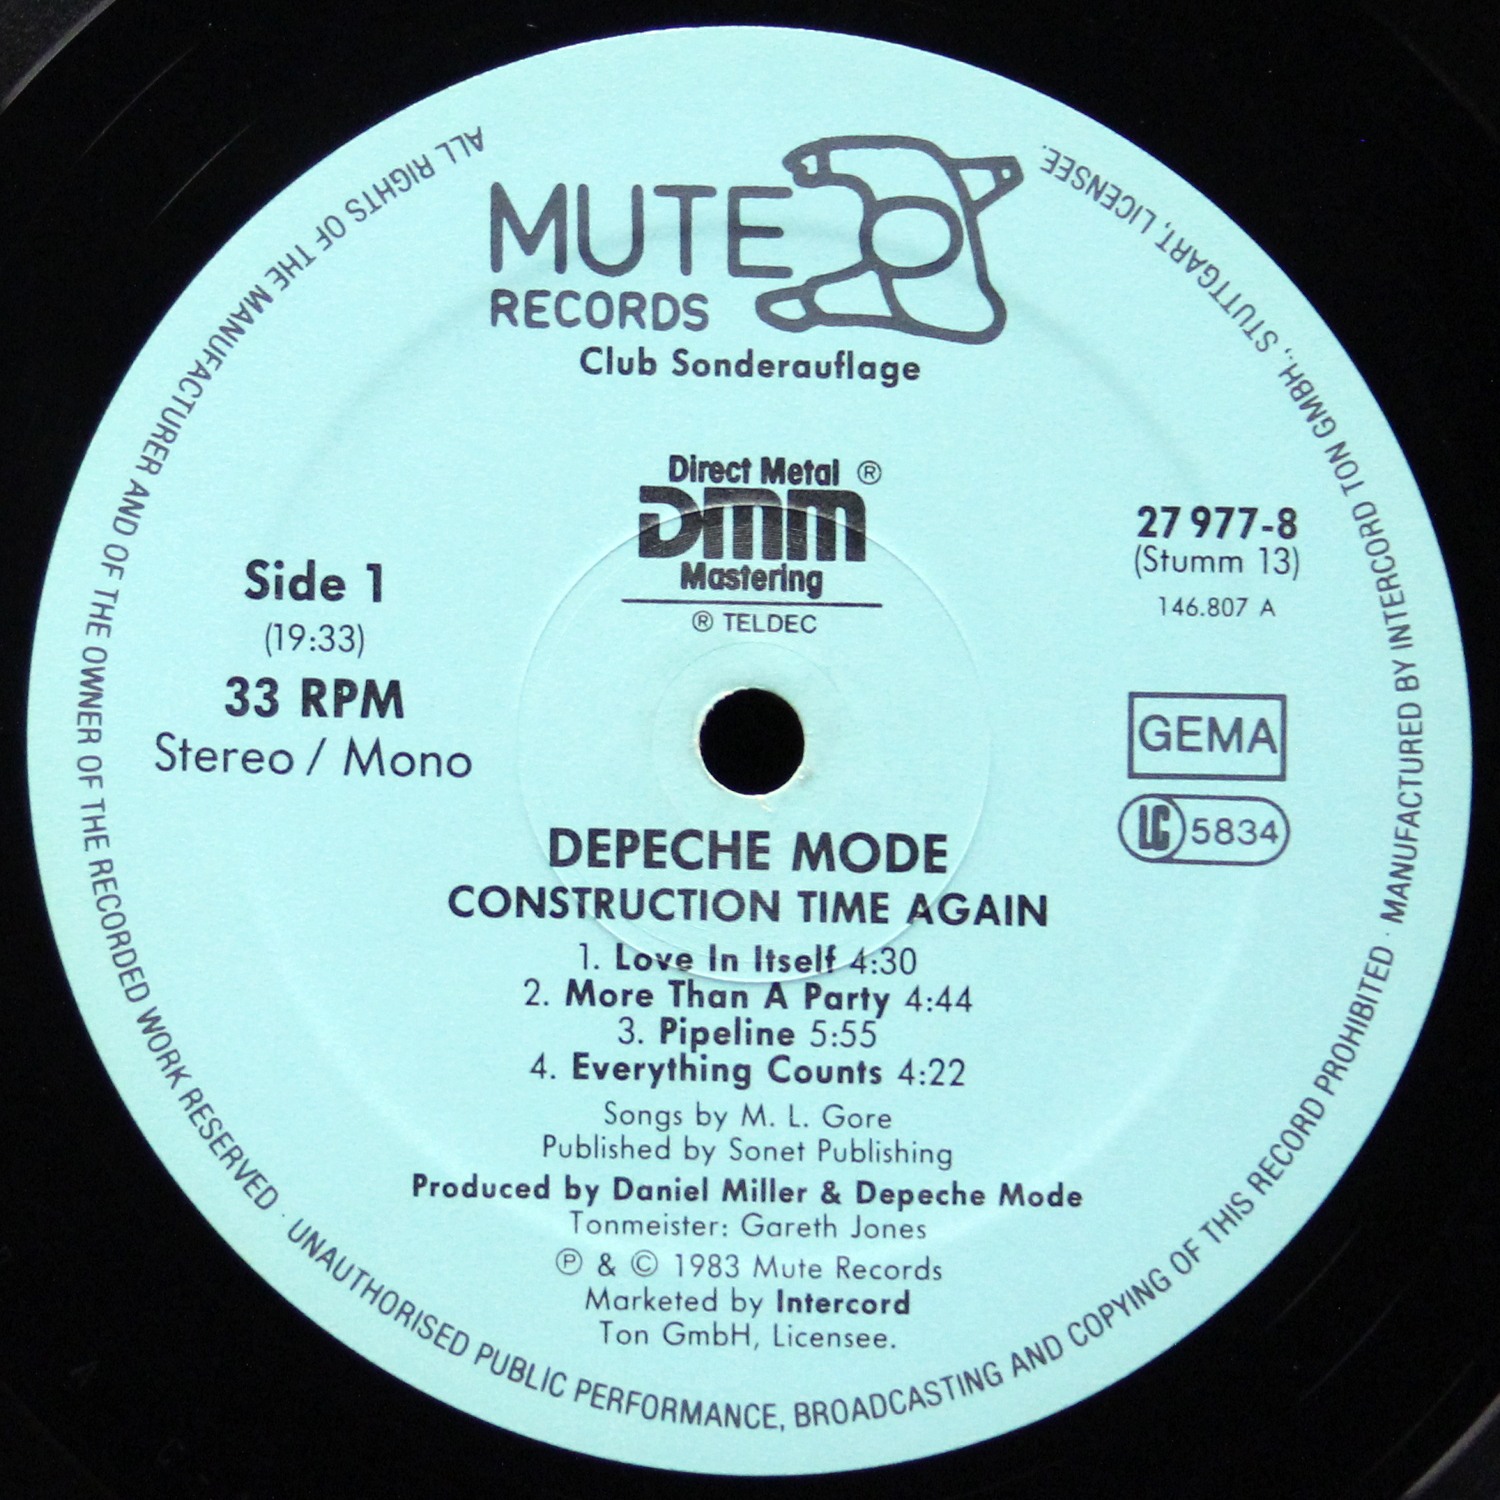 MUTE
RECORDS
Club Sonderauflage
Direct Metal ®
DMM
Mastering
® TELDEC
Side 1
(19:33)
33 RPM
Stereo / Mono
27 977-8
(Stumm 13)
146.807 A
GEMA
LC 5834
DEPECHE MODE
CONSTRUCTION TIME AGAIN
1. Love In Itself 4:30
2. More Than A Party 4:44
3. Pipeline 5:55
4. Everything Counts 4:22
Songs by M. L. Gore
Published by Sonet Publishing
Produced by Daniel Miller & Depeche Mode
Tonmeister: Gareth Jones
℗ & © 1983 Mute Records
Marketed by Intercord
Ton GmbH, Licensee.
ALL RIGHTS OF THE MANUFACTURER AND OF THE OWNER OF THE RECORDED WORK RESERVED · UNAUTHORISED PUBLIC PERFORMANCE, BROADCASTING AND COPYING OF THIS RECORD PROHIBITED · MANUFACTURED BY INTERCORD TON GMBH., STUTTGART, LICENSEE.